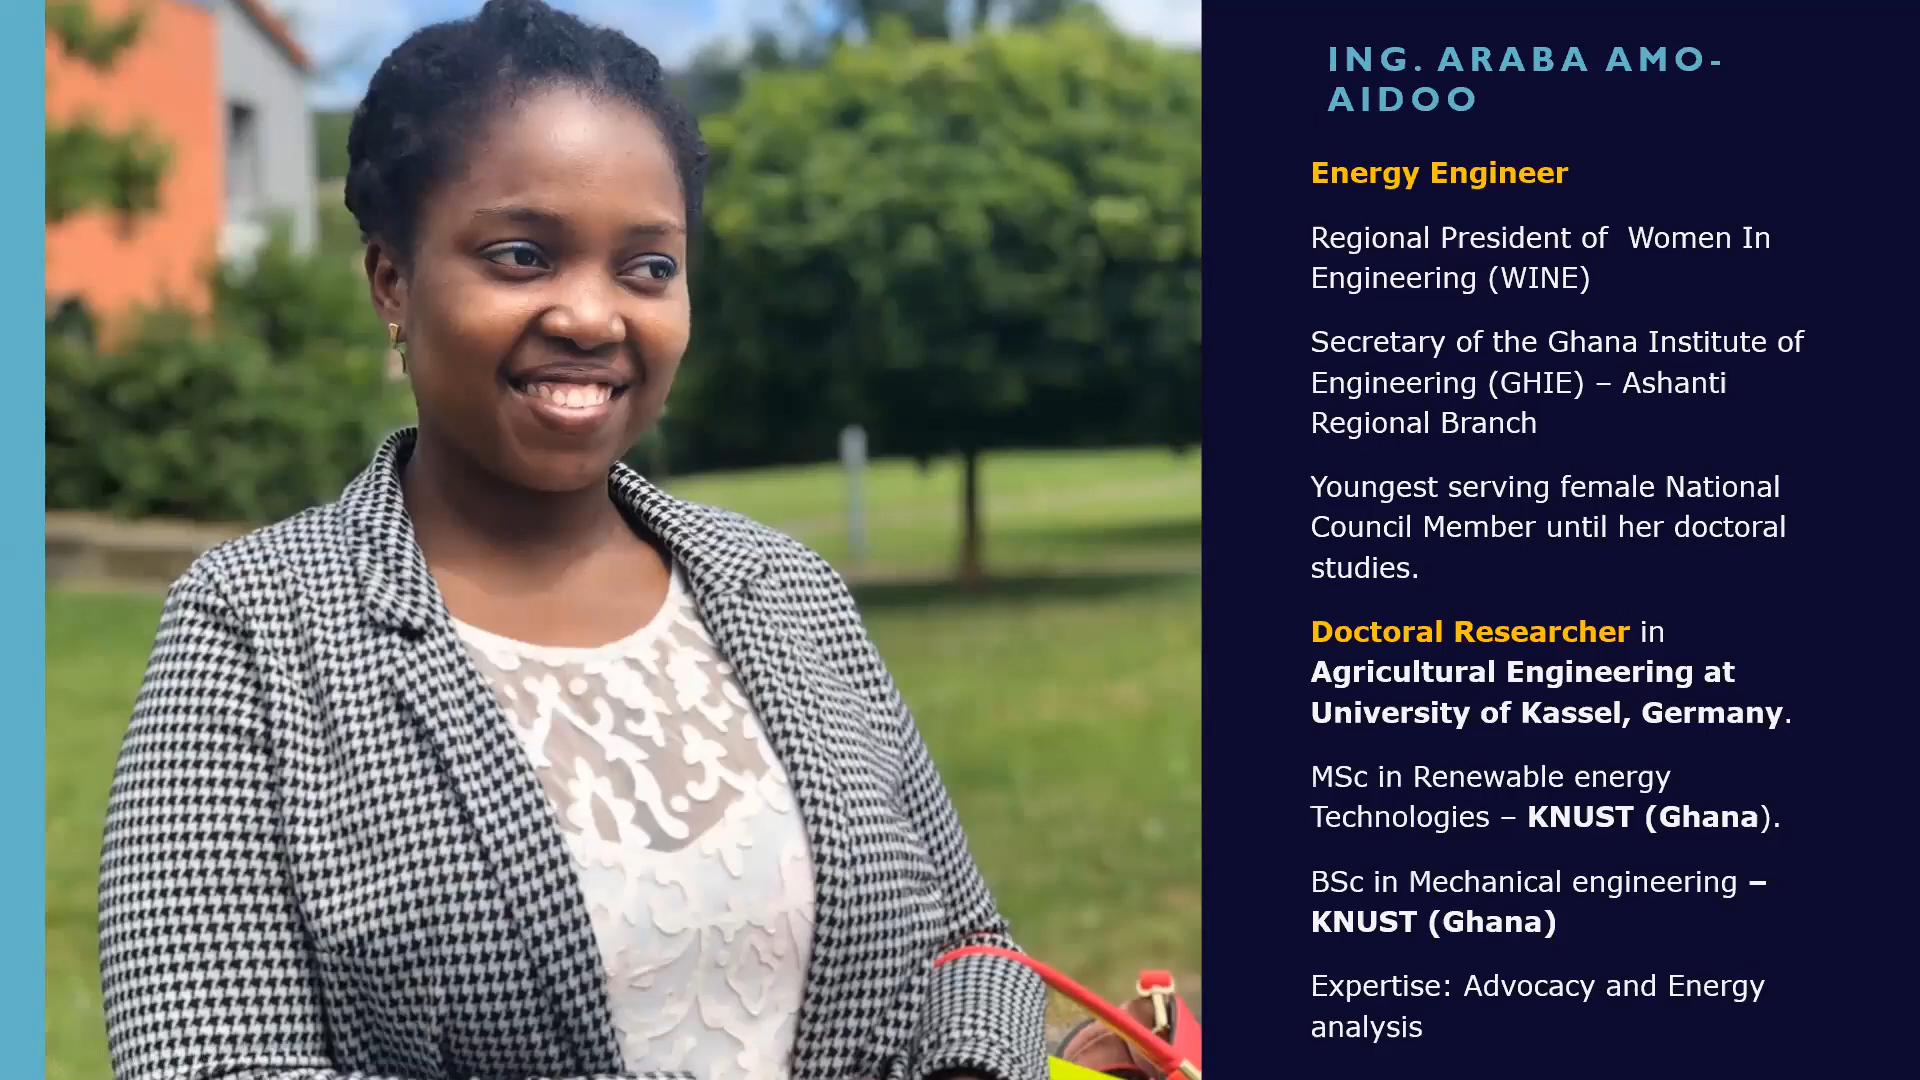 ING. ARABA AMO-
AIDOO
Energy Engineer
Regional President of  Women In
Engineering (WINE)
Secretary of the Ghana Institute of
Engineering (GHIE) – Ashanti
Regional Branch
Youngest serving female National
Council Member until her doctoral
studies.
Doctoral Researcher in
Agricultural Engineering at
University of Kassel, Germany.
MSc in Renewable energy
Technologies – KNUST (Ghana).
BSc in Mechanical engineering –
KNUST (Ghana)
Expertise: Advocacy and Energy
analysis